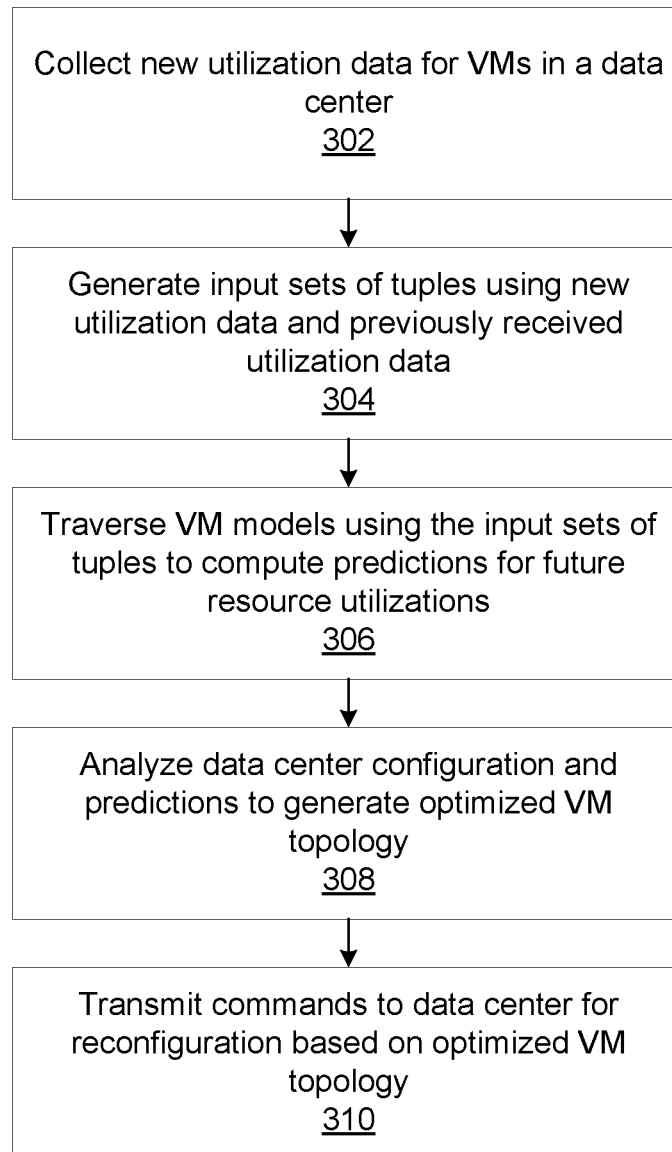 Collect new utilization data for VMs in a data
center
302
Generate input sets of tuples using new
utilization data and previously received
utilization data
304
Traverse VM models using the input sets of
tuples to compute predictions for future
resource utilizations
306
Analyze data center configuration and
predictions to generate optimized VM
topology
308
Transmit commands to data center for
reconfiguration based on optimized VM
topology
310